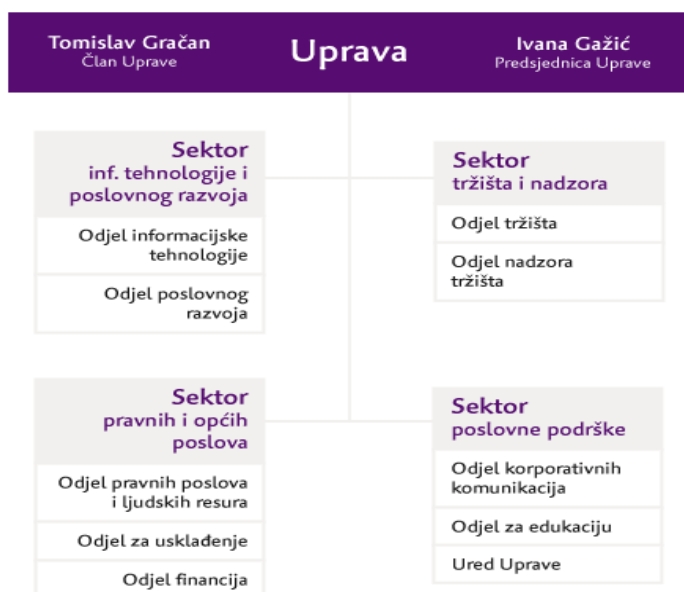 Tomislav Gračan
Član Uprave
Uprava
Ivana Gažić
Predsjednica Uprave
Sektor
inf. tehnologije i
poslovnog razvoja
Odjel informacijske
tehnologije
Odjel poslovnog
razvoja
Sektor
tržišta i nadzora
Odjel tržišta
Odjel nadzora
tržišta
Sektor
pravnih i općih
poslova
Odjel pravnih poslova
i ljudskih resura
Odjel za usklađenje
Odjel financija
Sektor
poslovne podrške
Odjel korporativnih
komunikacija
Odjel za edukaciju
Ured Uprave